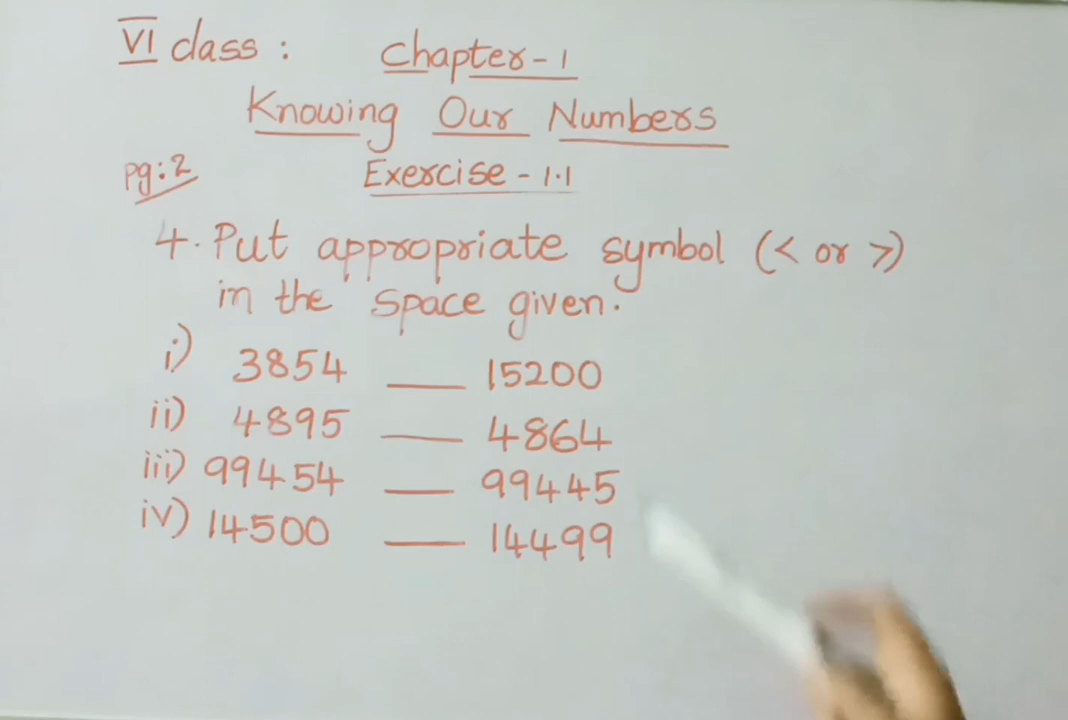 VI class : Chapter - 1
Knowing Our Numbers
pg:2 Exercise - 1.1
4. Put appropriate symbol (< or >)
in the space given.
i) 3854 ___ 15200
ii) 4895 ___ 4864
iii) 99454 ___ 99445
iv) 14500 ___ 14499